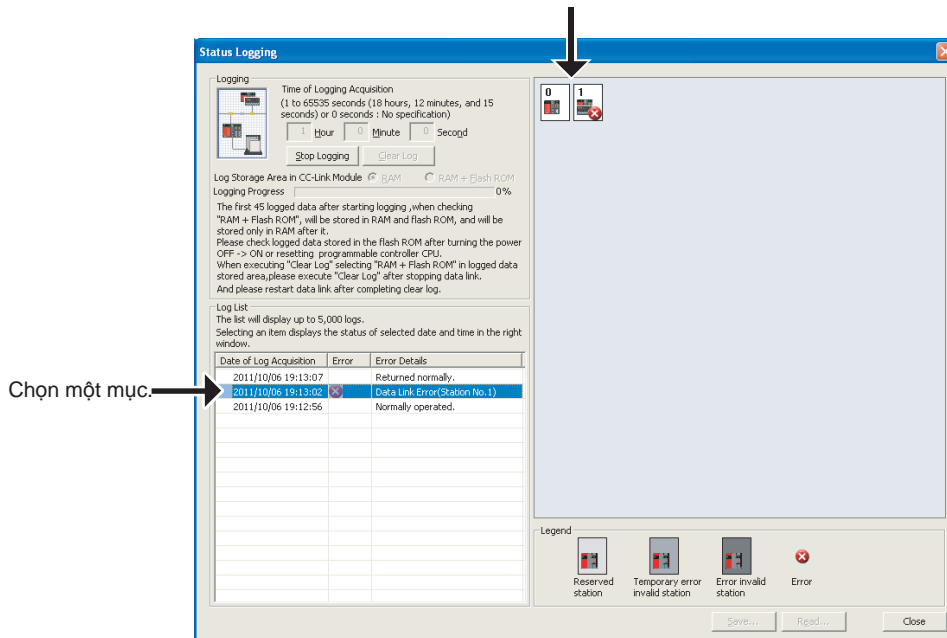 Status Logging
Logging
Time of Logging Acquisition
(1 to 65535 seconds (18 hours, 12 minutes, and 15
seconds) or 0 seconds : No specification)
1 Hour 0 Minute 0 Second
Stop Logging Clear Log
Log Storage Area in CC-Link Module RAM RAM + Flash ROM
Logging Progress 0%
The first 45 logged data after starting logging ,when checking
"RAM + Flash ROM", will be stored in RAM and flash ROM, and will be
stored only in RAM after it.
Please check logged data stored in the flash ROM after turning the power
OFF -> ON or resetting programmable controller CPU.
When executing "Clear Log" selecting "RAM + Flash ROM" in logged data
stored area,please execute "Clear Log" after stopping data link.
And please restart data link after completing clear log.
Log List
The list will display up to 5,000 logs.
Selecting an item displays the status of selected date and time in the right
window.
Date of Log Acquisition Error Error Details
2011/10/06 19:13:07 Returned normally.
Chọn một mục.
2011/10/06 19:13:02 Data Link Error(Station No.1)
2011/10/06 19:12:56 Normally operated.
0 1
Legend
Reserved
station
Temporary error
invalid station
Error invalid
station
Error
Save... Read... Close